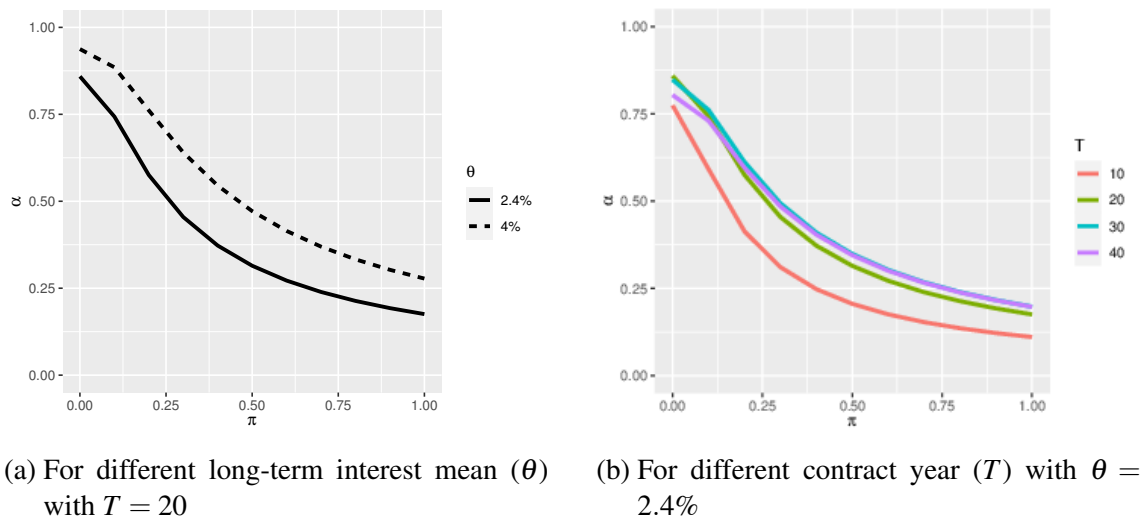 1.00
0.75
0.50
0.25
0.00
α
0.00 0.25 0.50 0.75 1.00
π
θ
2.4%
4%
1.00
0.75
0.50
0.25
0.00
α
0.00 0.25 0.50 0.75 1.00
π
T
10
20
30
40
(a) For different long-term interest mean (θ)
with T = 20
(b) For different contract year (T) with θ =
2.4%